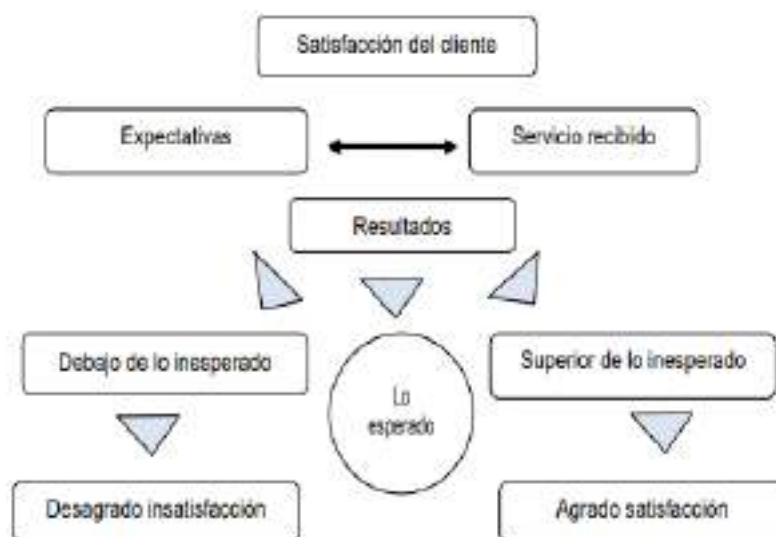 Satisfacción del cliente
Expectativas
Servicio recibido
Resultados
Debajo de lo inesperado
Superior de lo inesperado
Lo
esperado
Desagrado insatisfacción
Agrado satisfacción